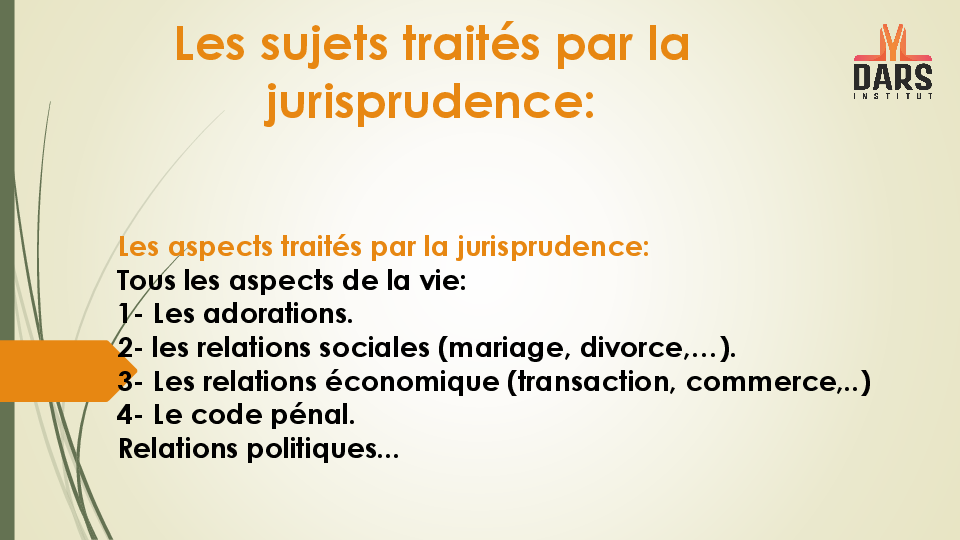 Les sujets traités par la
jurisprudence:
DARS
INSTITUT
Les aspects traités par la jurisprudence:
Tous les aspects de la vie:
1- Les adorations.
2- les relations sociales (mariage, divorce,...).
3- Les relations économique (transaction, commerce,..)
4- Le code pénal.
Relations politiques...